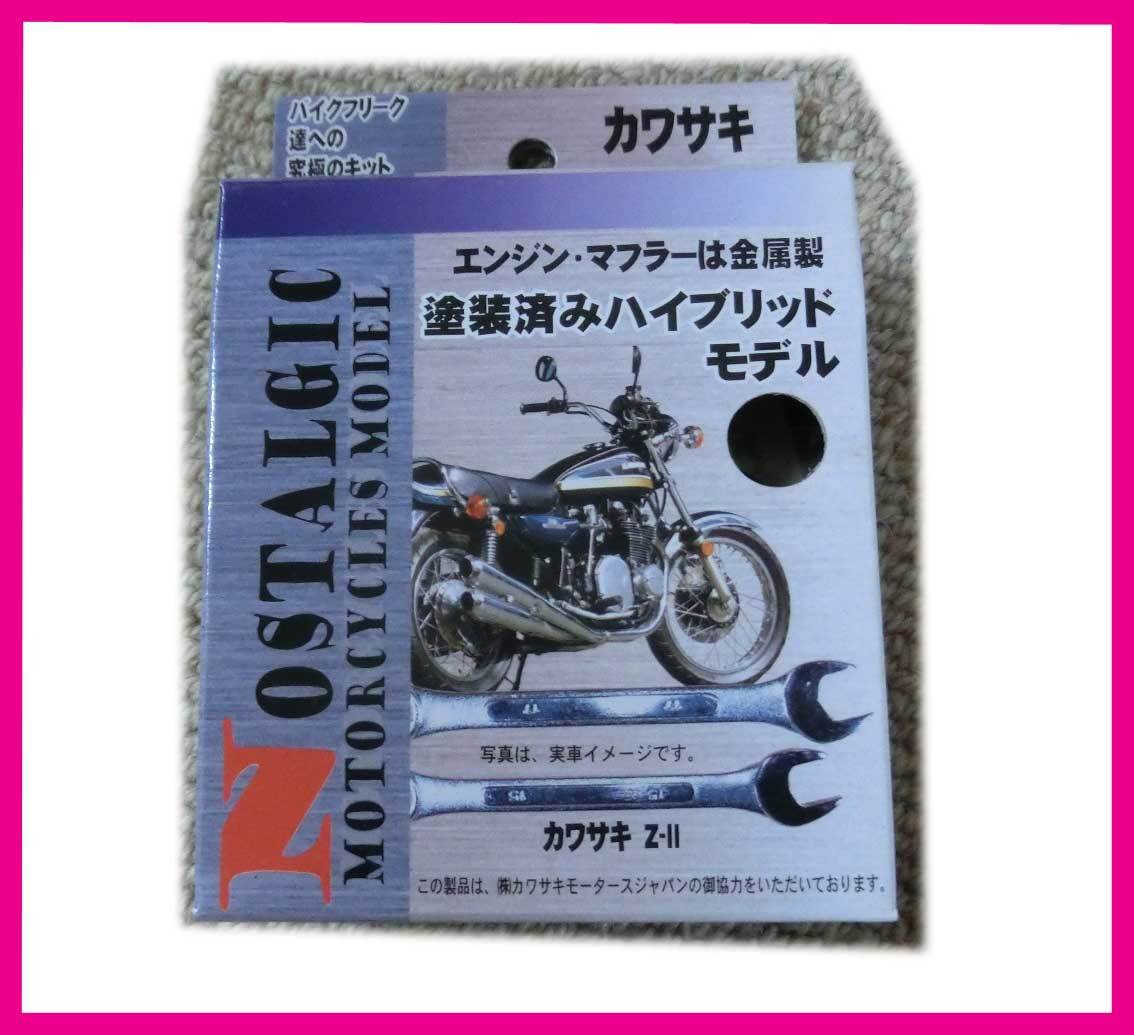 バイクフリーク
達への
究極のキット
カワサキ
エンジン・マフラーは金属製
塗装済みハイブリッド
モデル
NOSTALGIC
MOTORCYCLES MODEL
写真は、実車イメージです。
カワサキ Z-II
この製品は、㈱カワサキモータースジャパンの御協力をいただいております。